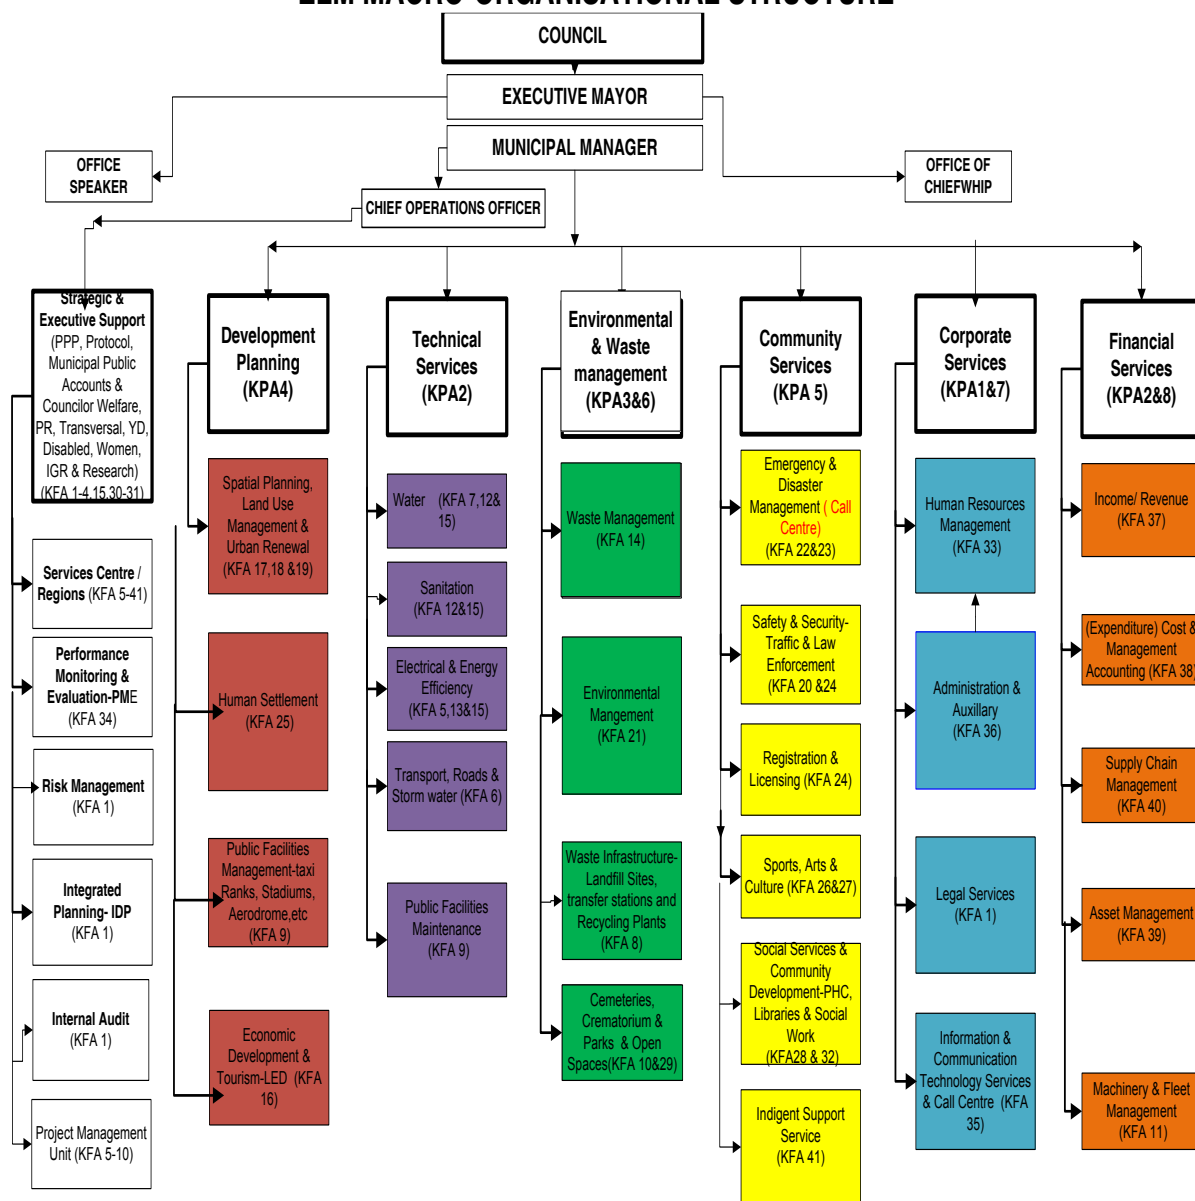 ELM MACRO-ORGANISATIONAL STRUCTURE
COUNCIL
EXECUTIVE MAYOR
MUNICIPAL MANAGER
OFFICE
SPEAKER
OFFICE OF
CHIEFWHIP
CHIEF OPERATIONS OFFICER
Strategic &
Executive Support
(PPP, Protocol,
Municipal Public
Accounts &
Councilor Welfare,
PR, Transversal, YD,
Disabled, Women,
IGR & Research)
(KFA 1-4,15,30-31)
Services Centre /
Regions (KFA 5-41)
Performance
Monitoring &
Evaluation-PME
(KFA 34)
Risk Management
(KFA 1)
Integrated
Planning- IDP
(KFA 1)
Internal Audit
(KFA 1)
Project Management
Unit (KFA 5-10)
Development
Planning
(KPA4)
Spatial Planning,
Land Use
Management &
Urban Renewal
(KFA 17,18 &19)
Human Settlement
(KFA 25)
Public Facilities
Management-taxi
Ranks, Stadiums,
Aerodrome,etc
(KFA 9)
Economic
Development &
Tourism-LED (KFA
16)
Technical
Services
(KPA2)
Water (KFA 7,12&
15)
Sanitation
(KFA 12&15)
Electrical & Energy
Efficiency
(KFA 5,13&15)
Transport, Roads &
Storm water (KFA 6)
Public Facilities
Maintenance
(KFA 9)
Environmental
& Waste
management
(KPA3&6)
Waste Management
(KFA 14)
Environmental
Mangement
(KFA 21)
Waste Infrastructure-
Landfill Sites,
transfer stations and
Recycling Plants
(KFA 8)
Cemeteries,
Crematorium &
Parks & Open
Spaces(KFA 10&29)
Community
Services
(KPA 5)
Emergency &
Disaster
Management ( Call
Centre)
(KFA 22&23)
Safety & Security-
Traffic & Law
Enforcement
(KFA 20 &24
Registration &
Licensing (KFA 24)
Sports, Arts &
Culture (KFA 26&27)
Social Services &
Community
Development-PHC,
Libraries & Social
Work
(KFA28 & 32)
Indigent Support
Service
(KFA 41)
Corporate
Services
(KPA1&7)
Human Resources
Management
(KFA 33)
Administration &
Auxillary
(KFA 36)
Legal Services
(KFA 1)
Information &
Communication
Technology Services
& Call Centre (KFA
35)
Financial
Services
(KPA2&8)
Income/ Revenue
(KFA 37)
(Expenditure) Cost &
Management
Accounting (KFA 38)
Supply Chain
Management
(KFA 40)
Asset Management
(KFA 39)
Machinery & Fleet
Management
(KFA 11)